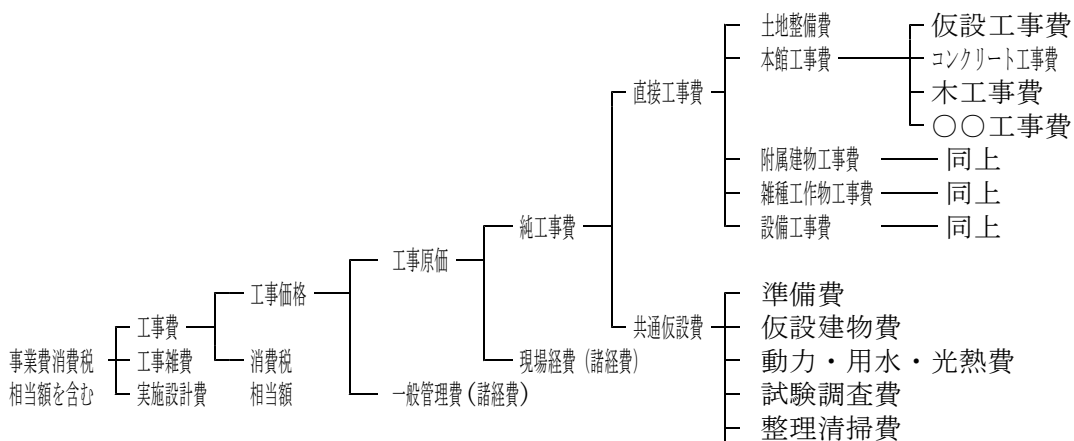 土地整備費 仮設工事費
本館工事費 コンクリート工事費
直接工事費 木工事費
〇〇工事費
附属建物工事費 同上
雑種工作物工事費 同上
純工事費 設備工事費 同上
工事原価
工事価格 準備費
工事費 共通仮設費 仮設建物費
事業費消費税 工事雑費 消費税 現場経費(諸経費) 動力・用水・光熱費
相当額を含む 実施設計費 相当額 一般管理費(諸経費) 試験調査費
整理清掃費